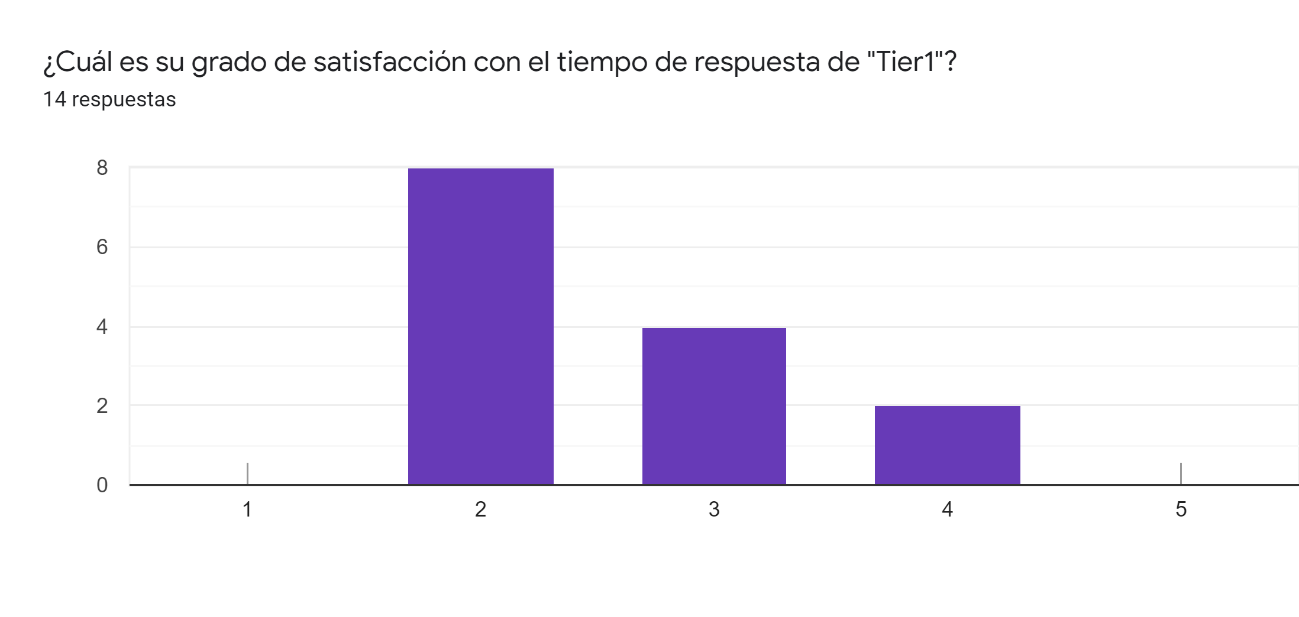 ¿Cuál es su grado de satisfacción con el tiempo de respuesta de "Tier1"?
14 respuestas
8
6
4
2
0
1 2 3 4 5